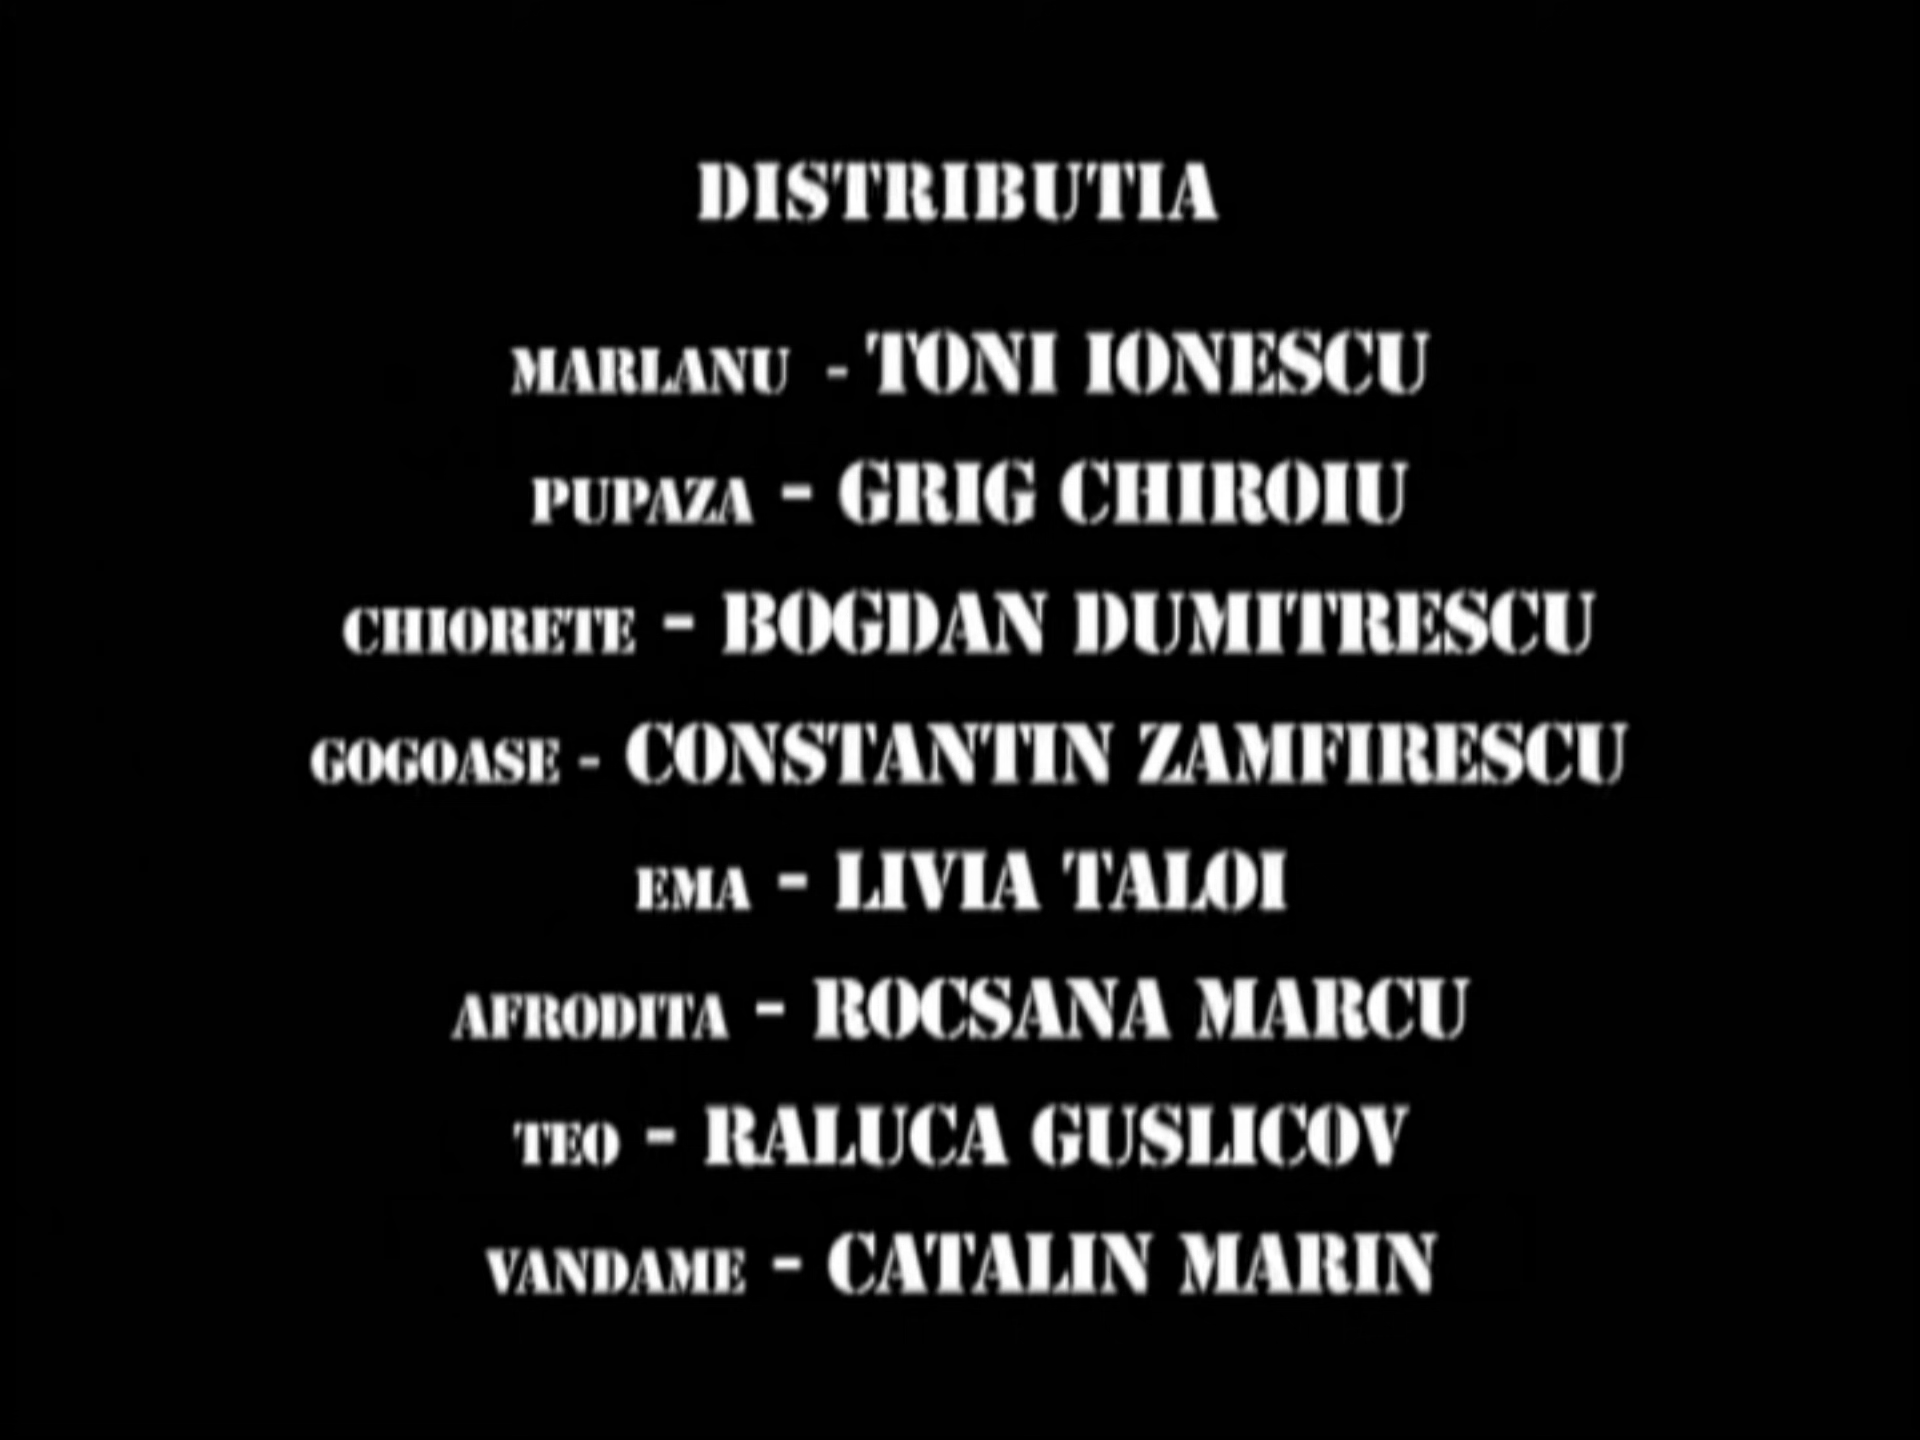 DISTRIBUTIA
MARLANU - TONI IONESCU
PUPAZA - GRIG CHIROIU
CHIORETE - BOGDAN DUMITRESCU
GOGOASE - CONSTANTIN ZAMFIRESCU
EMA - LIVIA TALOI
AFRODITA - ROCSANA MARCU
TEO - RALUCA GUSLICOV
VANDAME - CATALIN MARIN